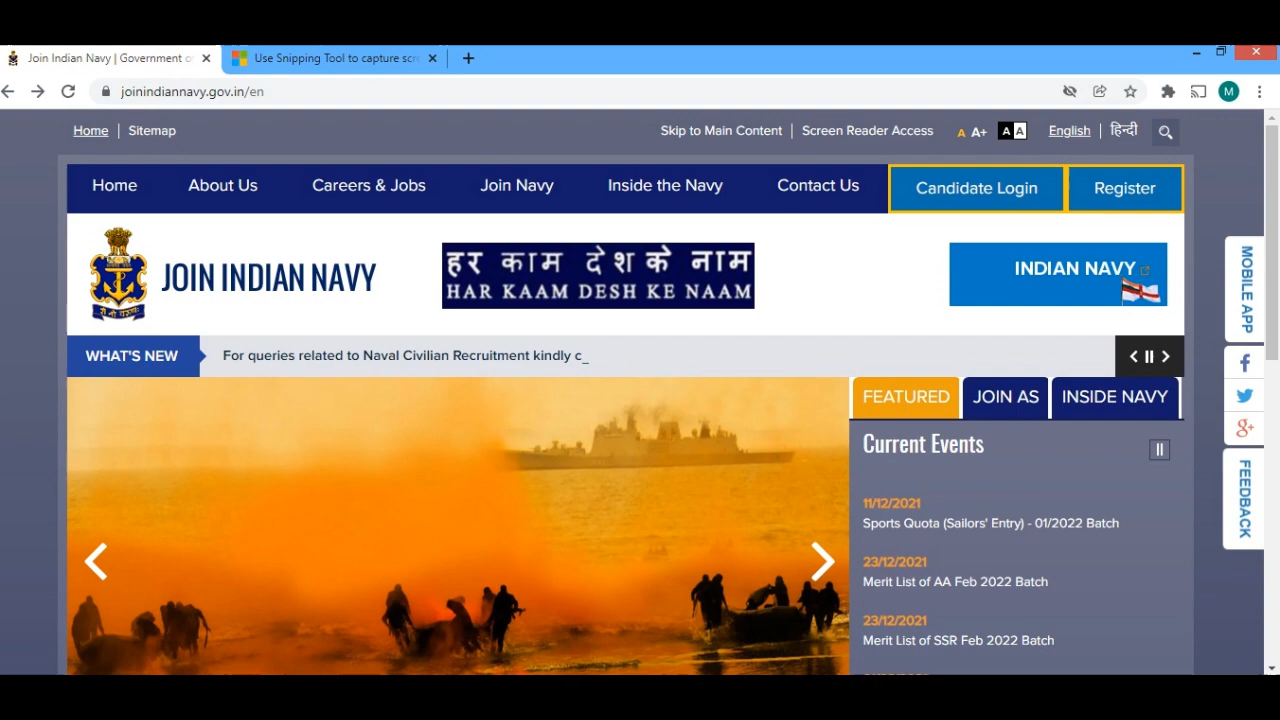 Join Indian Navy | Government o
Use Snipping Tool to capture scr
joinindiannavy.gov.in/en
M
Home | Sitemap
Skip to Main Content | Screen Reader Access A A+ A A English | हिन्दी
Home About Us Careers & Jobs Join Navy Inside the Navy Contact Us Candidate Login Register
JOIN INDIAN NAVY
हर काम देश के नाम
HAR KAAM DESH KE NAAM
INDIAN NAVY
MOBILE APP
WHAT'S NEW For queries related to Naval Civilian Recruitment kindly c_
FEATURED JOIN AS INSIDE NAVY
Current Events
11/12/2021
Sports Quota (Sailors' Entry) - 01/2022 Batch
23/12/2021
Merit List of AA Feb 2022 Batch
23/12/2021
Merit List of SSR Feb 2022 Batch
FEEDBACK